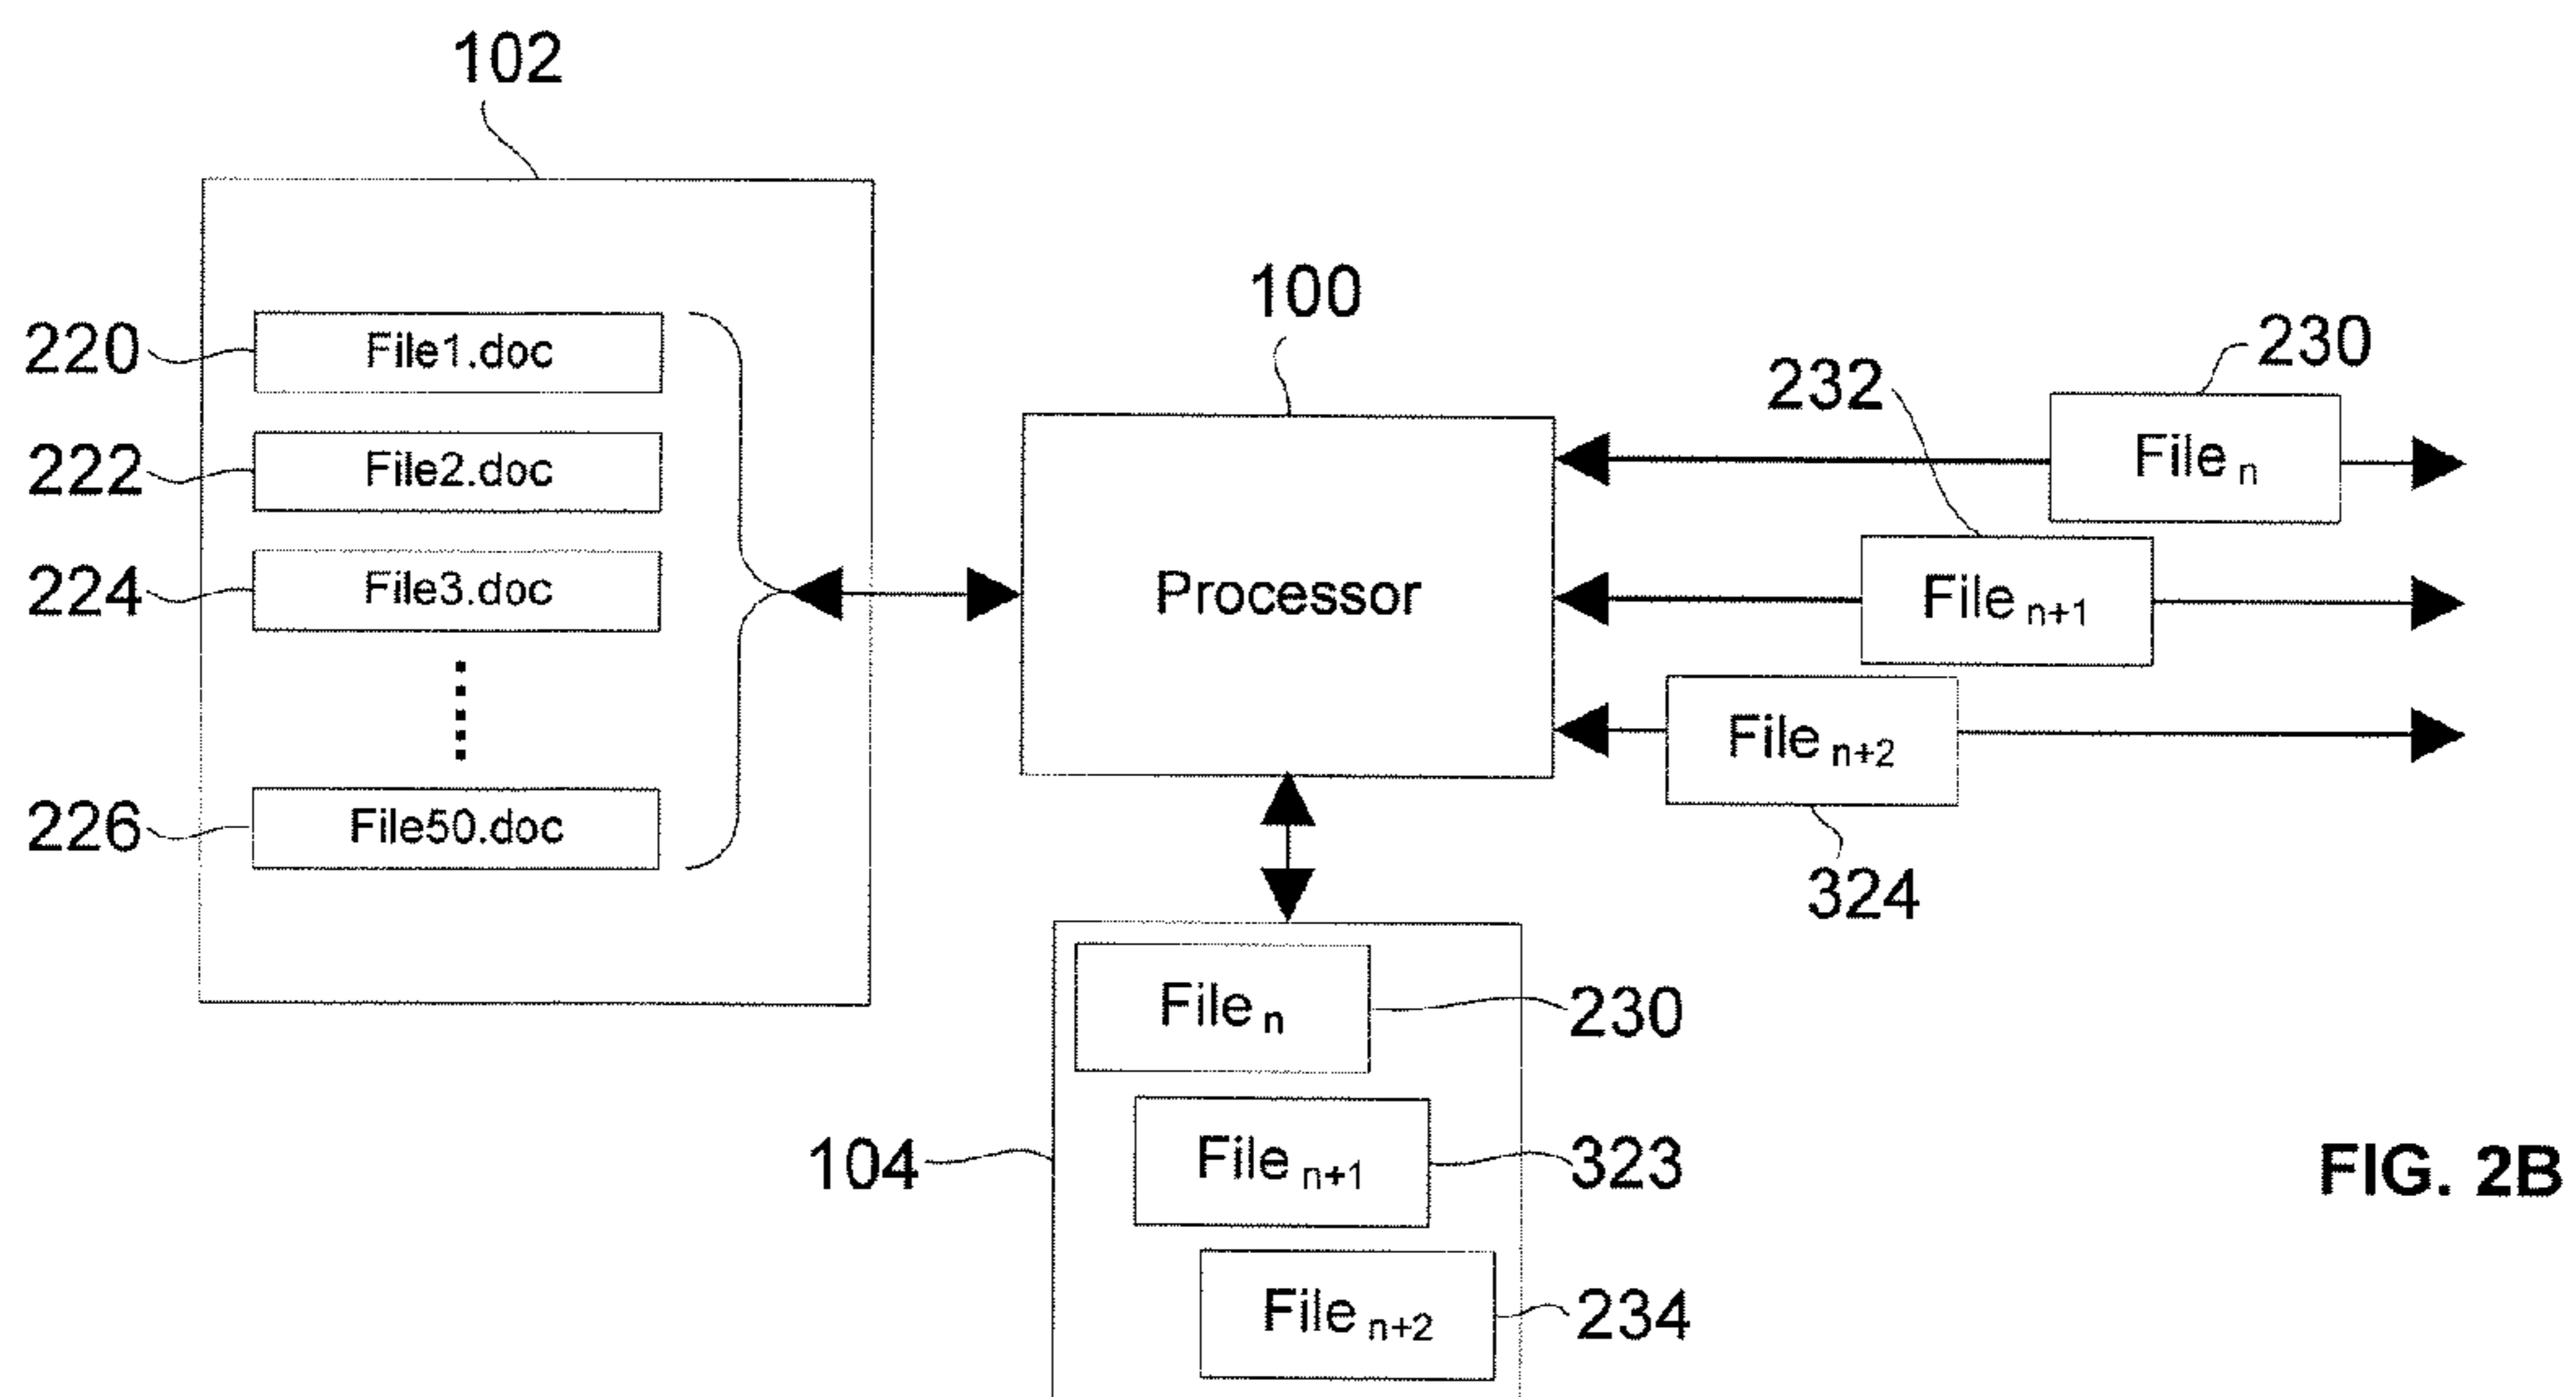 102
220
File1.doc
222
File2.doc
224
File3.doc
226
File50.doc
100
Processor
230
File n
232
File n+1
File n+2
324
104
File n
230
File n+1
323
File n+2
234
FIG. 2B